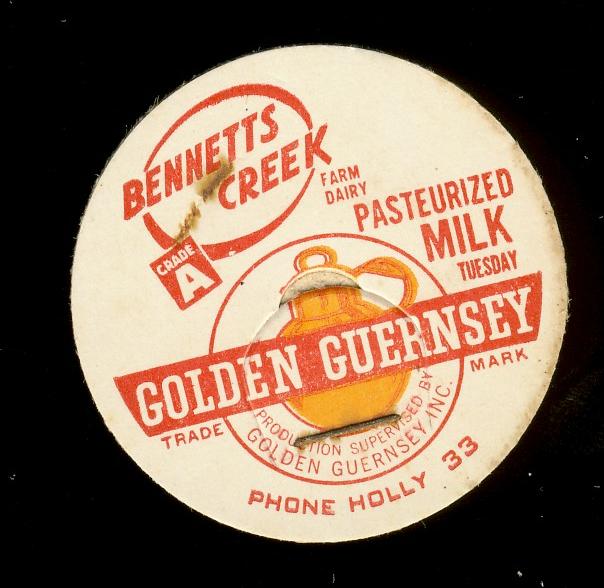 BENNETTS
CREEK
FARM
DAIRY
GRADE
A
PASTEURIZED
MILK
TUESDAY
GOLDEN GUERNSEY
TRADE MARK
PRODUCTION SUPERVISED BY
GOLDEN GUERNSEY, INC.
PHONE HOLLY 33